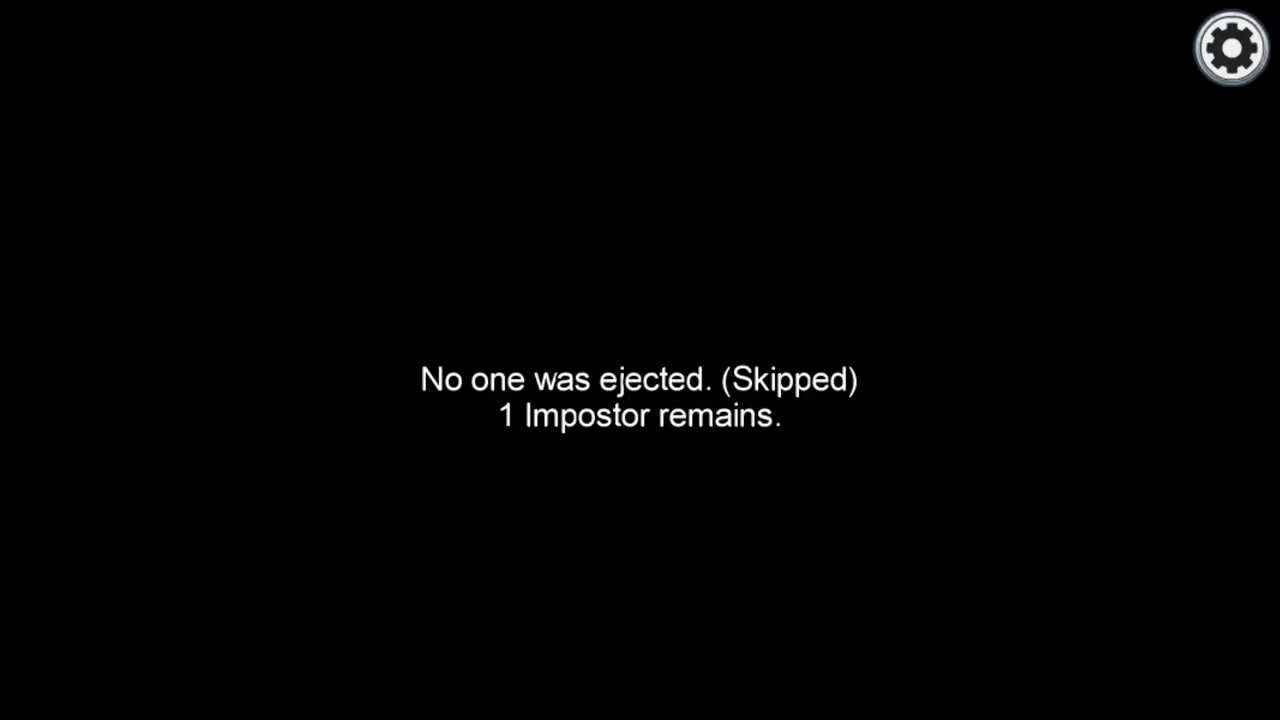 No one was ejected. (Skipped)
1 Impostor remains.